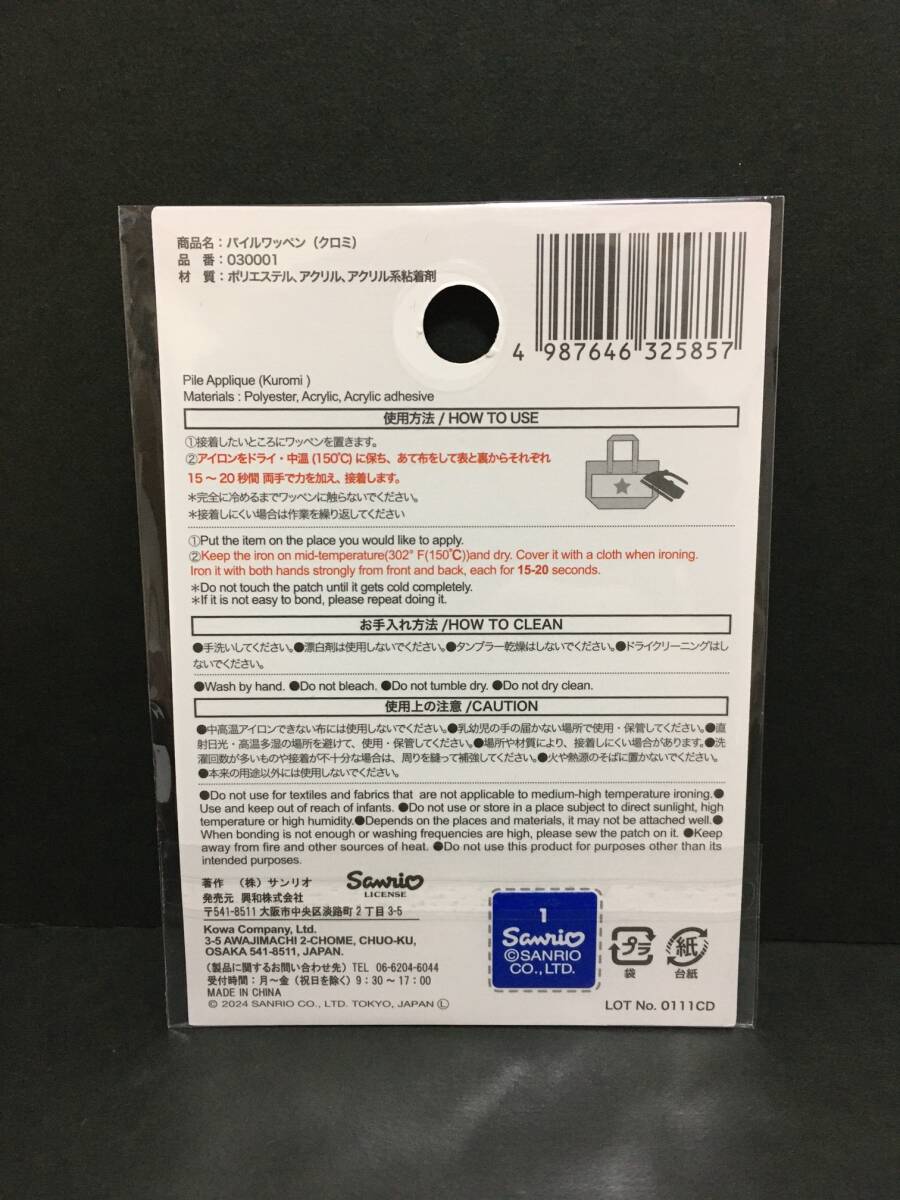 商品名：パイルワッペン（クロミ）
品　番：030001
材　質：ポリエステル、アクリル、アクリル系粘着剤
4 987646 325857
Pile Applique (Kuromi )
Materials : Polyester, Acrylic, Acrylic adhesive
使用方法 / HOW TO USE
①接着したいところにワッペンを置きます。
②アイロンをドライ・中温 (150℃) に保ち、あて布をして表と裏からそれぞれ
15～20 秒間 両手で力を加え、接着します。
＊完全に冷めるまでワッペンに触らないでください。
＊接着しにくい場合は作業を繰り返してください
①Put the item on the place you would like to apply.
②Keep the iron on mid-temperature(302° F(150℃))and dry. Cover it with a cloth when ironing.
Iron it with both hands strongly from front and back, each for 15-20 seconds.
＊Do not touch the patch until it gets cold completely.
＊If it is not easy to bond, please repeat doing it.
お手入れ方法 /HOW TO CLEAN
●手洗いしてください。●漂白剤は使用しないでください。●タンブラー乾燥はしないでください。●ドライクリーニングはし
ないでください。
●Wash by hand. ●Do not bleach. ●Do not tumble dry. ●Do not dry clean.
使用上の注意 /CAUTION
●中高温アイロンできない布には使用しないでください。●乳幼児の手の届かない場所で使用・保管してください。●直
射日光・高温多湿の場所を避けて、使用・保管してください。●場所や材質により、接着しにくい場合があります。●洗
濯回数が多いものや接着が不十分な場合は、周りを縫って補強してください。●火や熱源のそばに置かないでください。
●本来の用途以外には使用しないでください。
●Do not use for textiles and fabrics that are not applicable to medium-high temperature ironing.●
Use and keep out of reach of infants. ●Do not use or store in a place subject to direct sunlight, high
temperature or high humidity.●Depends on the places and materials, it may not be attached well.●
When bonding is not enough or washing frequencies are high, please sew the patch on it. ●Keep
away from fire and other sources of heat. ●Do not use this product for purposes other than its
intended purposes.
著作　（株）サンリオ
Sanrio
LICENSE
発売元　興和株式会社
〒541-8511 大阪市中央区淡路町２丁目 3-5
Kowa Company, Ltd.
3-5 AWAJIMACHI 2-CHOME, CHUO-KU,
OSAKA 541-8511, JAPAN.
（製品に関するお問い合わせ先）TEL 06-6204-6044
受付時間：月～金（祝日を除く）9：30～17：00
MADE IN CHINA
© 2024 SANRIO CO., LTD. TOKYO, JAPAN Ⓛ
1
Sanrio
©SANRIO
CO., LTD.
プラ
袋
紙
台紙
LOT No. 0111CD